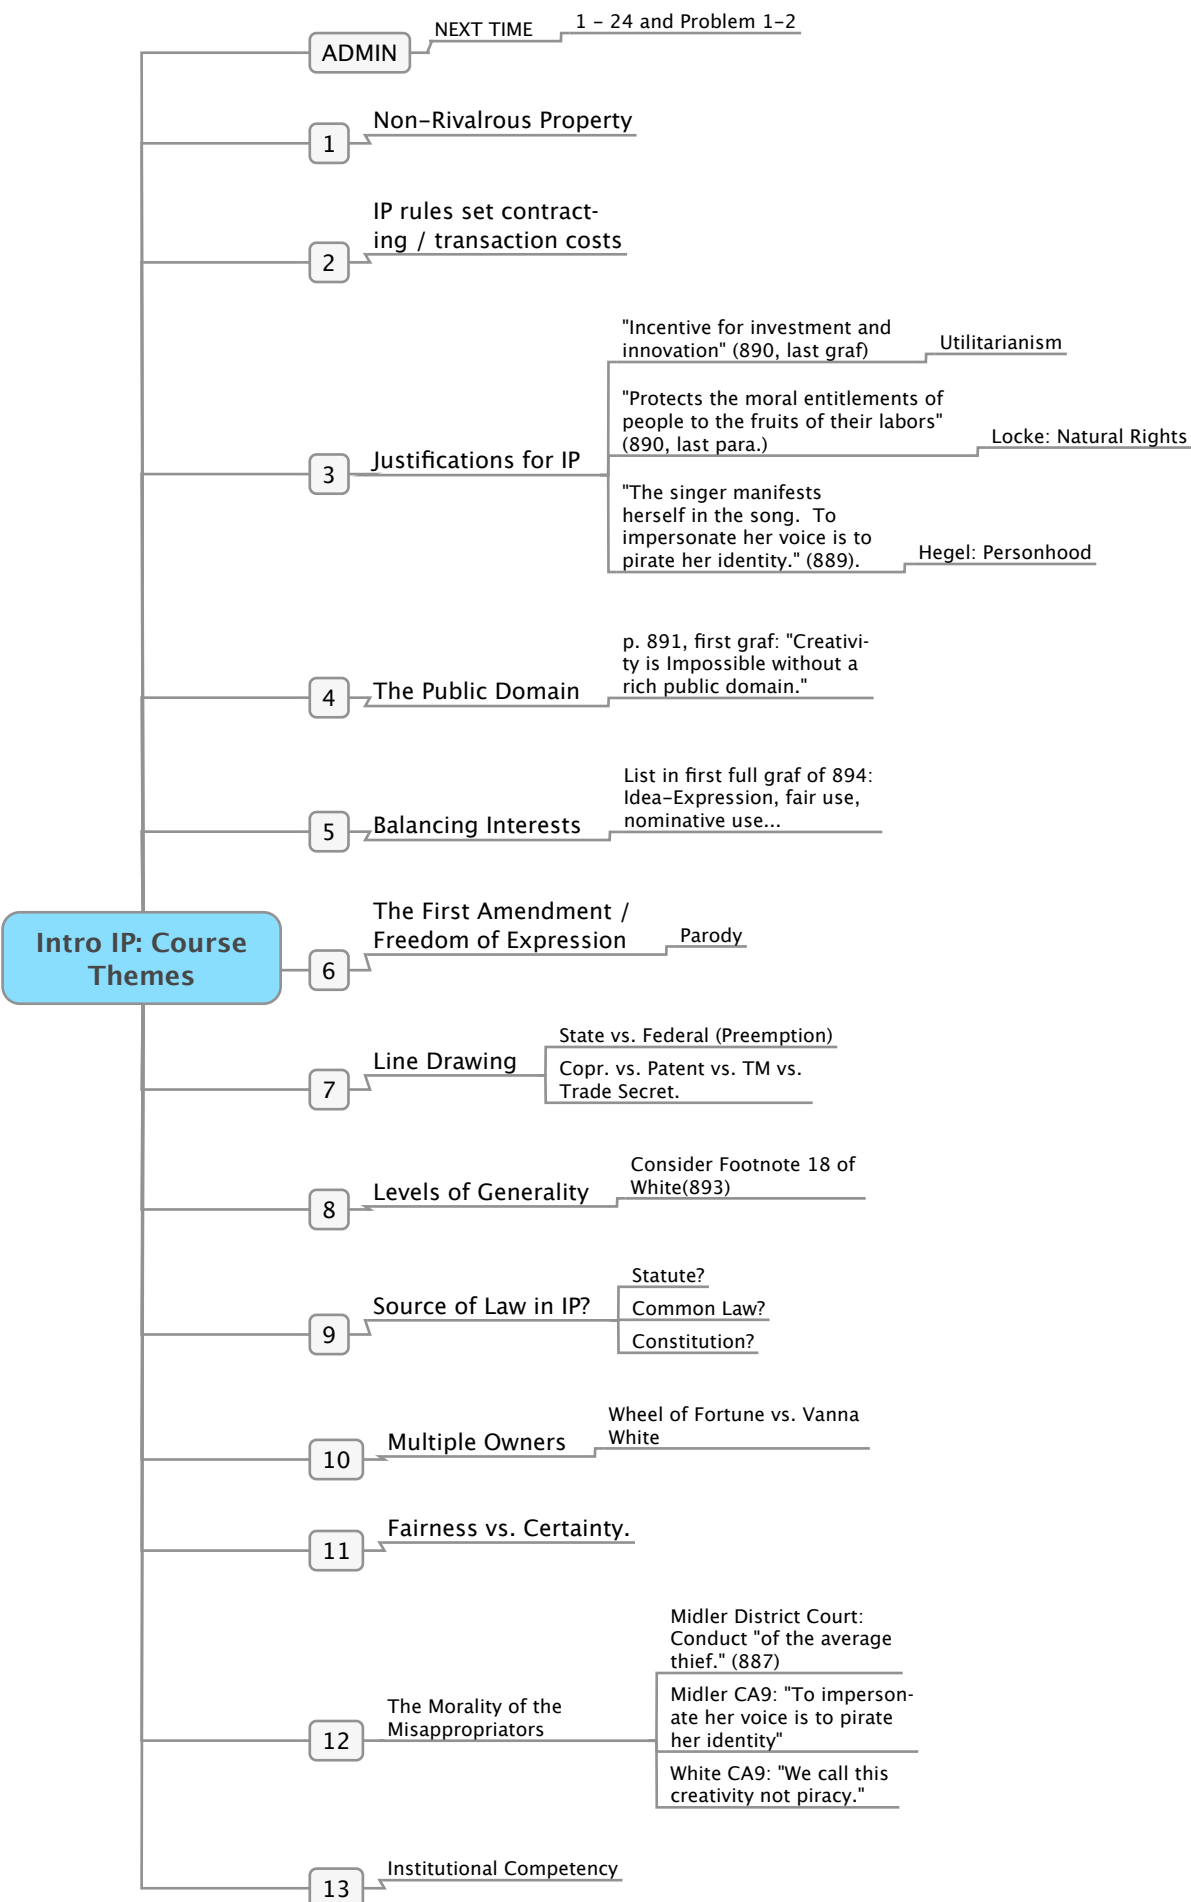 ADMIN
NEXT TIME
1 – 24 and Problem 1–2
1
Non–Rivalrous Property
2
IP rules set contract-
ing / transaction costs
3
Justifications for IP
"Incentive for investment and
innovation" (890, last graf)
Utilitarianism
"Protects the moral entitlements of
people to the fruits of their labors"
(890, last para.)
Locke: Natural Rights
"The singer manifests
herself in the song.  To
impersonate her voice is to
pirate her identity." (889).
Hegel: Personhood
4
The Public Domain
p. 891, first graf: "Creativi-
ty is Impossible without a
rich public domain."
5
Balancing Interests
List in first full graf of 894:
Idea–Expression, fair use,
nominative use...
Intro IP: Course
Themes
6
The First Amendment /
Freedom of Expression
Parody
7
Line Drawing
State vs. Federal (Preemption)
Copr. vs. Patent vs. TM vs.
Trade Secret.
8
Levels of Generality
Consider Footnote 18 of
White(893)
9
Source of Law in IP?
Statute?
Common Law?
Constitution?
10
Multiple Owners
Wheel of Fortune vs. Vanna
White
11
Fairness vs. Certainty.
12
The Morality of the
Misappropriators
Midler District Court:
Conduct "of the average
thief." (887)
Midler CA9: "To imperson-
ate her voice is to pirate
her identity"
White CA9: "We call this
creativity not piracy."
13
Institutional Competency